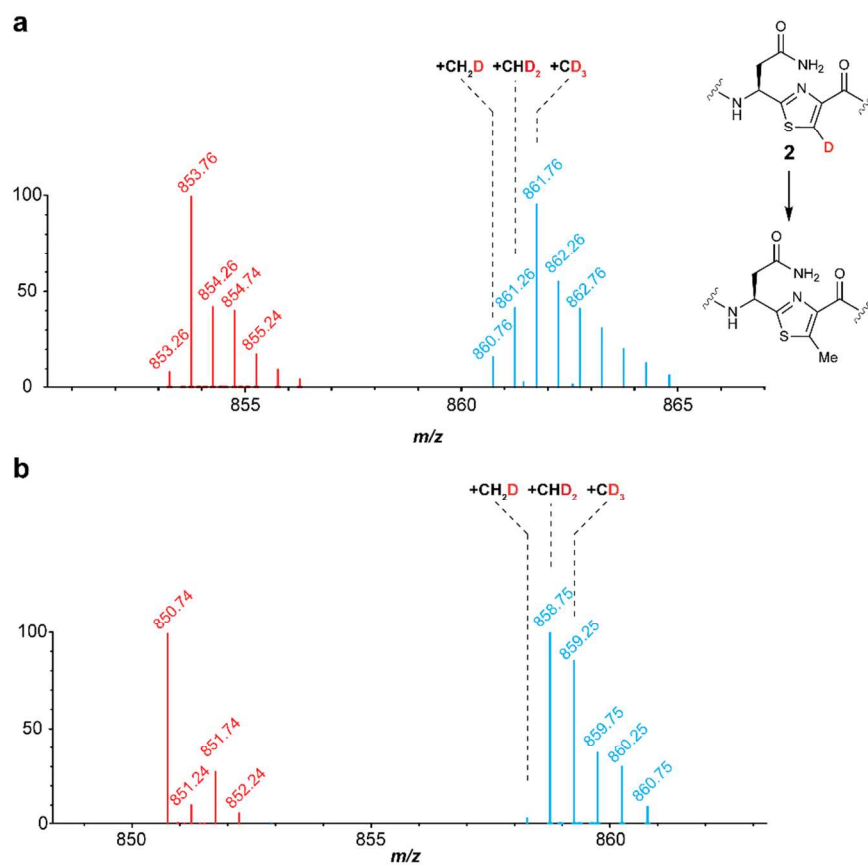 a
+CH₂D +CHD₂ +CD₃
O
NH₂
O
N
N
H
S
D
2
100
50
0
853.26
853.76
854.26
854.74
855.24
860.76
861.26
861.76
862.26
862.76
855
860
865
m/z
O
NH₂
O
N
N
H
S
Me
b
+CH₂D +CHD₂ +CD₃
100
50
0
850.74
851.24
851.74
852.24
858.75
859.25
859.75
860.25
860.75
850
855
860
m/z